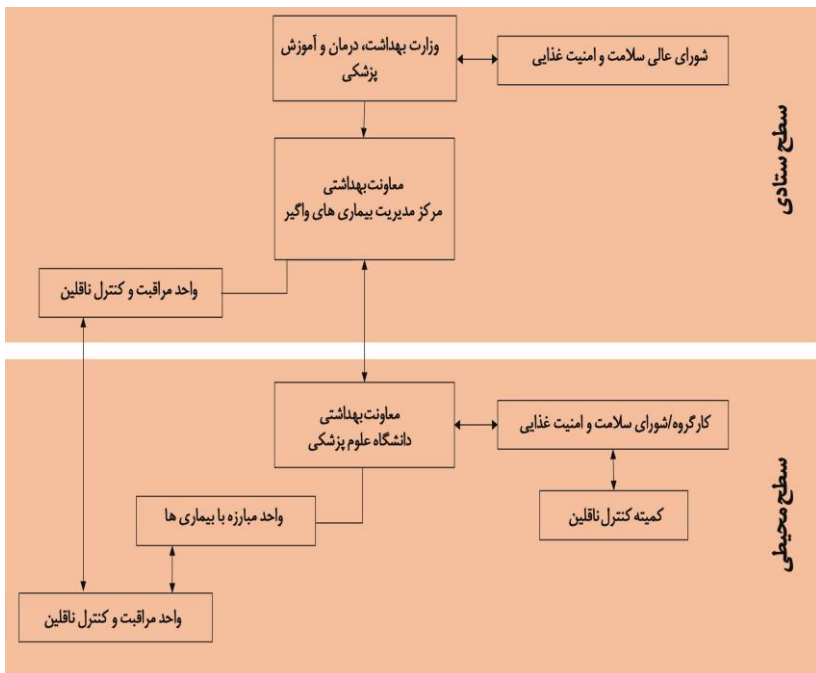 وزارت بهداشت، درمان و آموزش
پزشکی
شورای عالی سلامت و امنیت غذایی
سطح ستادی
معاونت بهداشتی
مرکز مدیریت بیماری های واگیر
واحد مراقبت و کنترل ناقلین
معاونت بهداشتی
دانشگاه علوم پزشکی
کارگروه/شورای سلامت و امنیت غذایی
سطح محیطی
واحد مبارزه با بیماری ها
کمیته کنترل ناقلین
واحد مراقبت و کنترل ناقلین